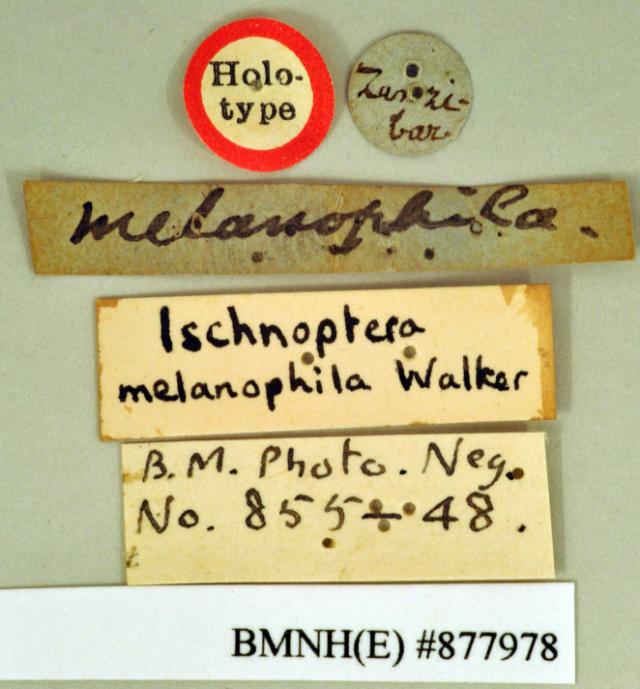 Holo-
type
Zanzi-
bar.
melanophila.
Ischnoptera
melanophila Walker
B.M. Photo. Neg.
No. 855-48.
BMNH(E) #877978